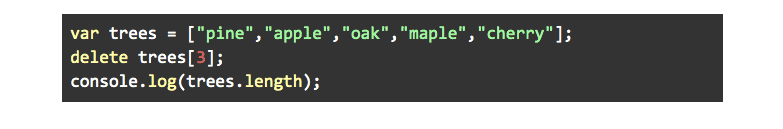 var trees = ["pine","apple","oak","maple","cherry"];
delete trees[3];
console.log(trees.length);